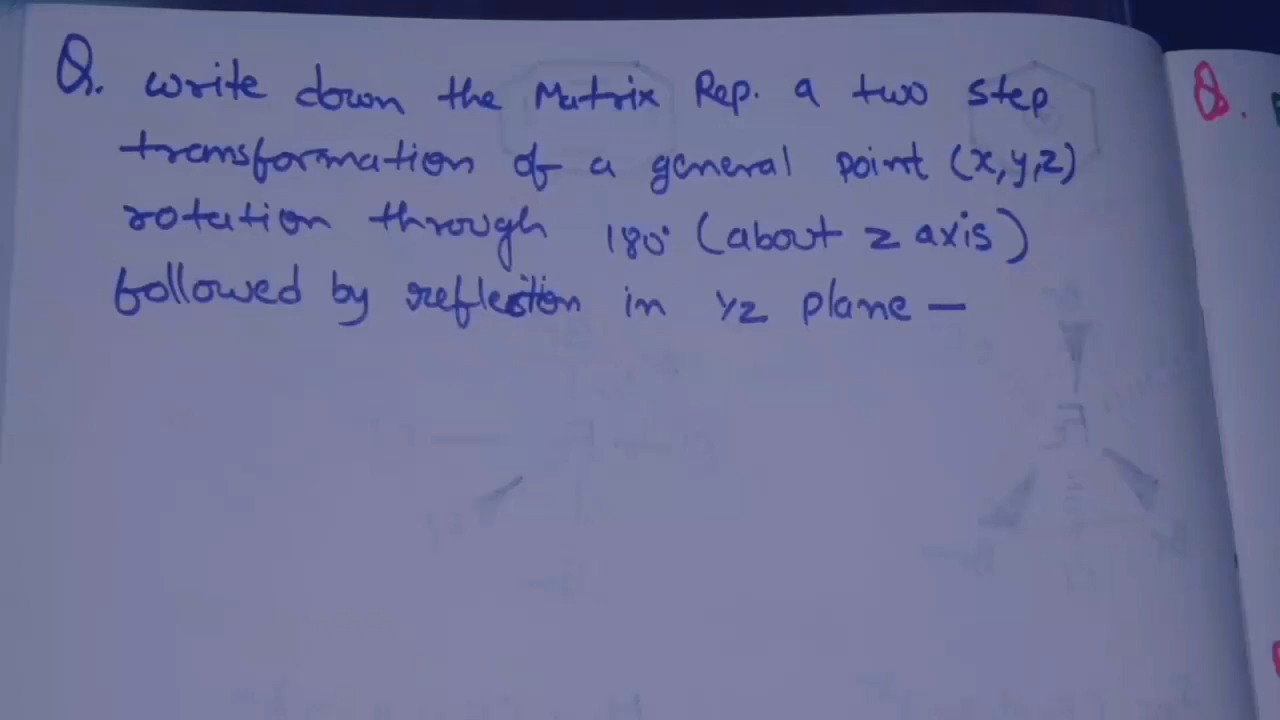 Q. write down the Matrix Rep. a two step
transformation of a general point (x,y,z)
rotation through 180° (about z axis)
followed by reflection in YZ plane —
Q.